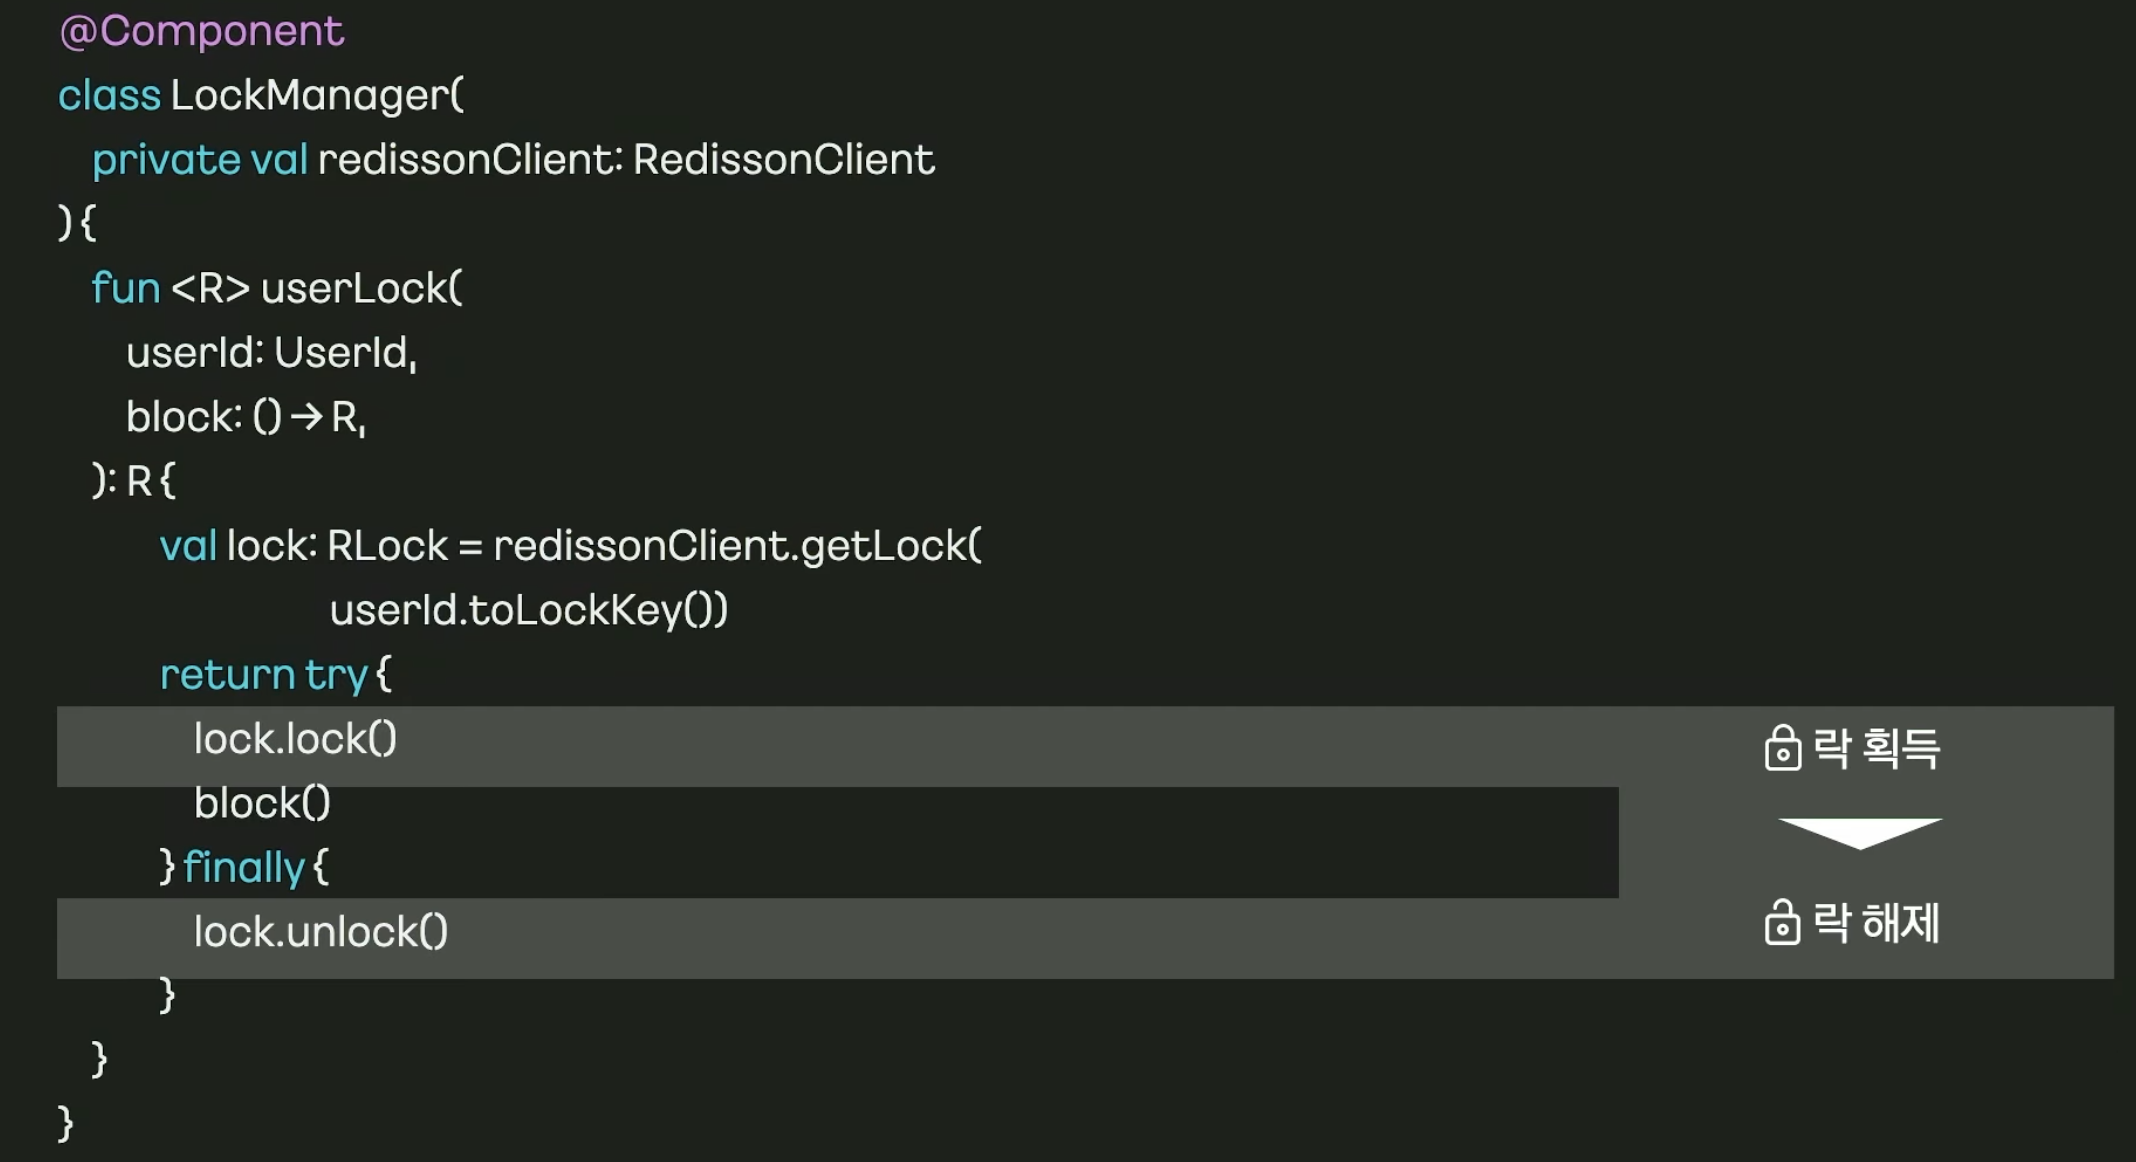 @Component
class LockManager(
private val redissonClient: RedissonClient
) {
fun <R> userLock(
userId: UserId,
block: () → R,
): R {
val lock: RLock = redissonClient.getLock(
userId.toLockKey())
return try {
lock.lock()
락 획득
block()
} finally {
lock.unlock()
락 해제
}
}
}